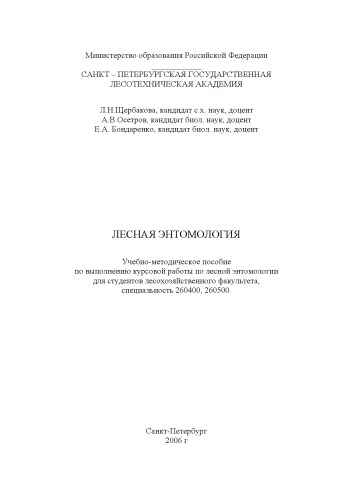 Министерство образования Российской Федерации
САНКТ – ПЕТЕРБУРГСКАЯ ГОСУДАРСТВЕННАЯ
ЛЕСОТЕХНИЧЕСКАЯ АКАДЕМИЯ
Л.Н.Щербакова, кандидат с.х. наук, доцент
А.В.Осетров, кандидат биол. наук, доцент
Е.А. Бондаренко, кандидат биол. наук, доцент
ЛЕСНАЯ ЭНТОМОЛОГИЯ
Учебно-методическое пособие
по выполнению курсовой работы по лесной энтомологии
для студентов лесохозяйственного факультета,
специальность 260400, 260500.
Санкт-Петербург
2006 г